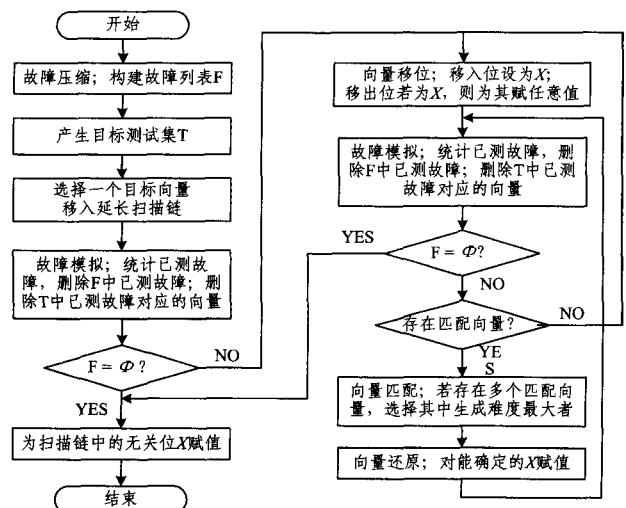 开始
故障压缩；构建故障列表F
产生目标测试集T
选择一个目标向量
移入延长扫描链
故障模拟；统计已测故
障，删除F中已测故障；删
除T中已测故障对应的向量
F = Φ?
NO
YES
为扫描链中的无关位X赋值
结束
向量移位；移入位设为X；
移出位若为X，则为其赋任意值
故障模拟；统计已测故障，删
除F中已测故障；删除T中已测
故障对应的向量
YES
F = Φ?
NO
存在匹配向量?
NO
YE
S
向量匹配；若存在多个匹配向
量，选择其中生成难度最大者
向量还原；对能确定的X赋值